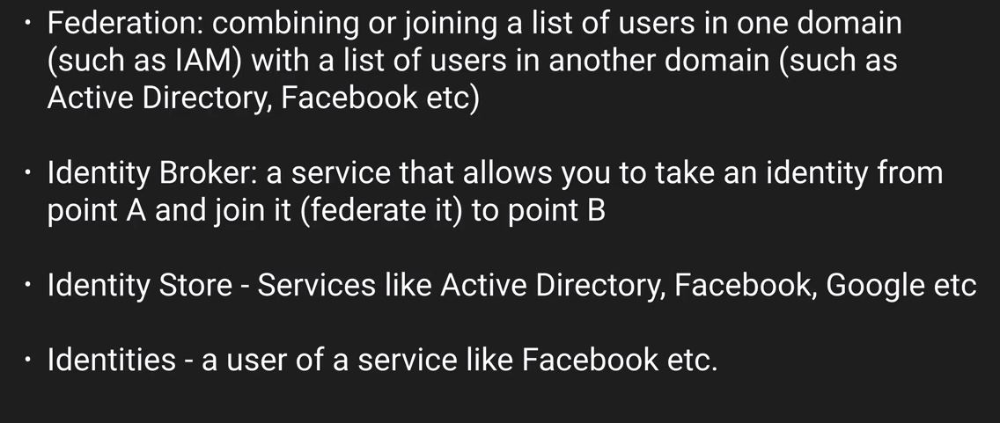 · Federation: combining or joining a list of users in one domain
(such as IAM) with a list of users in another domain (such as
Active Directory, Facebook etc)
· Identity Broker: a service that allows you to take an identity from
point A and join it (federate it) to point B
· Identity Store - Services like Active Directory, Facebook, Google etc
· Identities - a user of a service like Facebook etc.